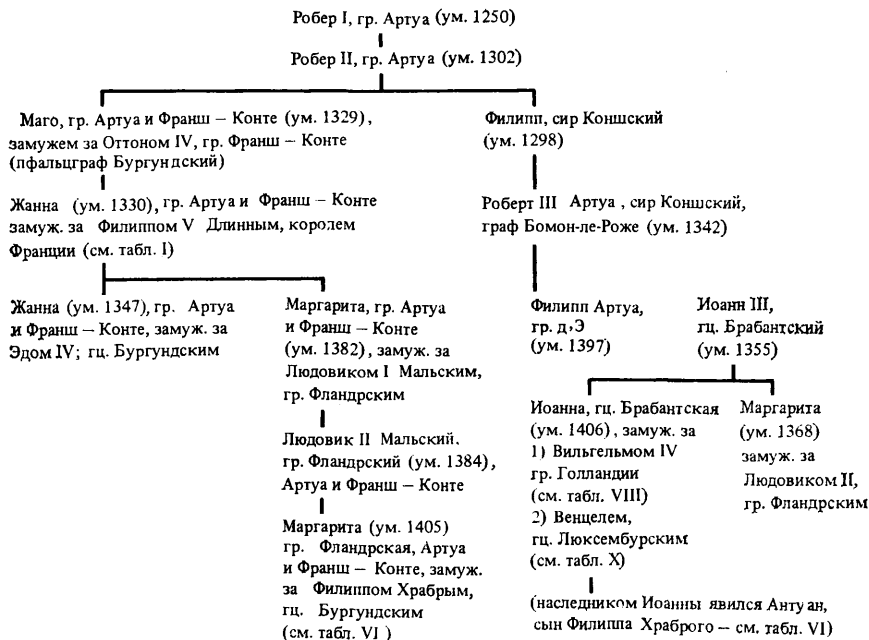 Робер I, гр. Артуа (ум. 1250)
Робер II, гр. Артуа (ум. 1302)
Маго, гр. Артуа и Франш – Конте (ум. 1329),
замужем за Оттоном IV, гр. Франш – Конте
(пфальцграф Бургундский)
Филипп, сир Коншский
(ум. 1298)
Жанна (ум. 1330), гр. Артуа и Франш – Конте
замуж. за Филиппом V Длинным, королем
Франции (см. табл. I)
Роберт III Артуа, сир Коншский,
граф Бомон-ле-Роже (ум. 1342)
Жанна (ум. 1347), гр. Артуа
и Франш – Конте, замуж. за
Эдом IV; гц. Бургундским
Маргарита, гр. Артуа
и Франш – Конте
(ум. 1382), замуж. за
Людовиком I Мальским,
гр. Фландрским
Филипп Артуа,
гр. д,Э
(ум. 1397)
Иоанн III,
гц. Брабантский
(ум. 1355)
Людовик II Мальский,
гр. Фландрский (ум. 1384),
Артуа и Франш – Конте
Иоанна, гц. Брабантская
(ум. 1406), замуж. за
1) Вильгельмом IV
гр. Голландии
(см. табл. VIII)
2) Венцелем,
гц. Люксембурским
(см. табл. X)
Маргарита
(ум. 1368)
замуж. за
Людовиком II,
гр. Фландрским
Маргарита (ум. 1405)
гр. Фландрская, Артуа
и Франш – Конте, замуж.
за Филиппом Храбрым,
гц. Бургундским
(см. табл. VI)
(наследником Иоанны явился Антуан,
сын Филиппа Храброго – см. табл. VI)